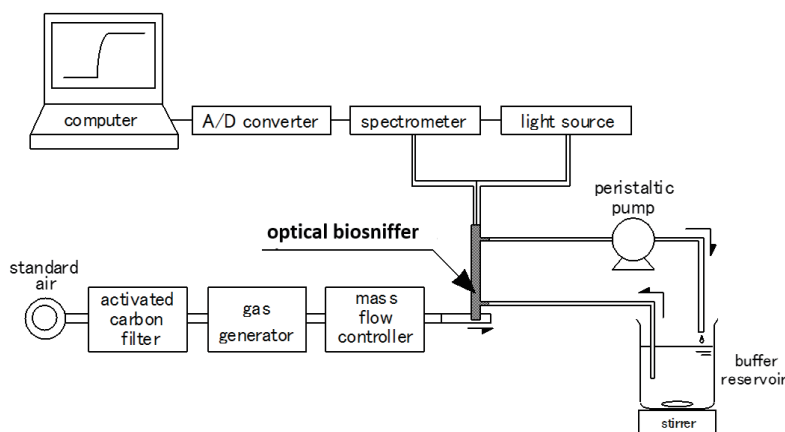 computer
A/D converter
spectrometer
light source
peristaltic
pump
optical biosniffer
standard
air
activated
carbon
filter
gas
generator
mass
flow
controller
buffer
reservoir
stirrer